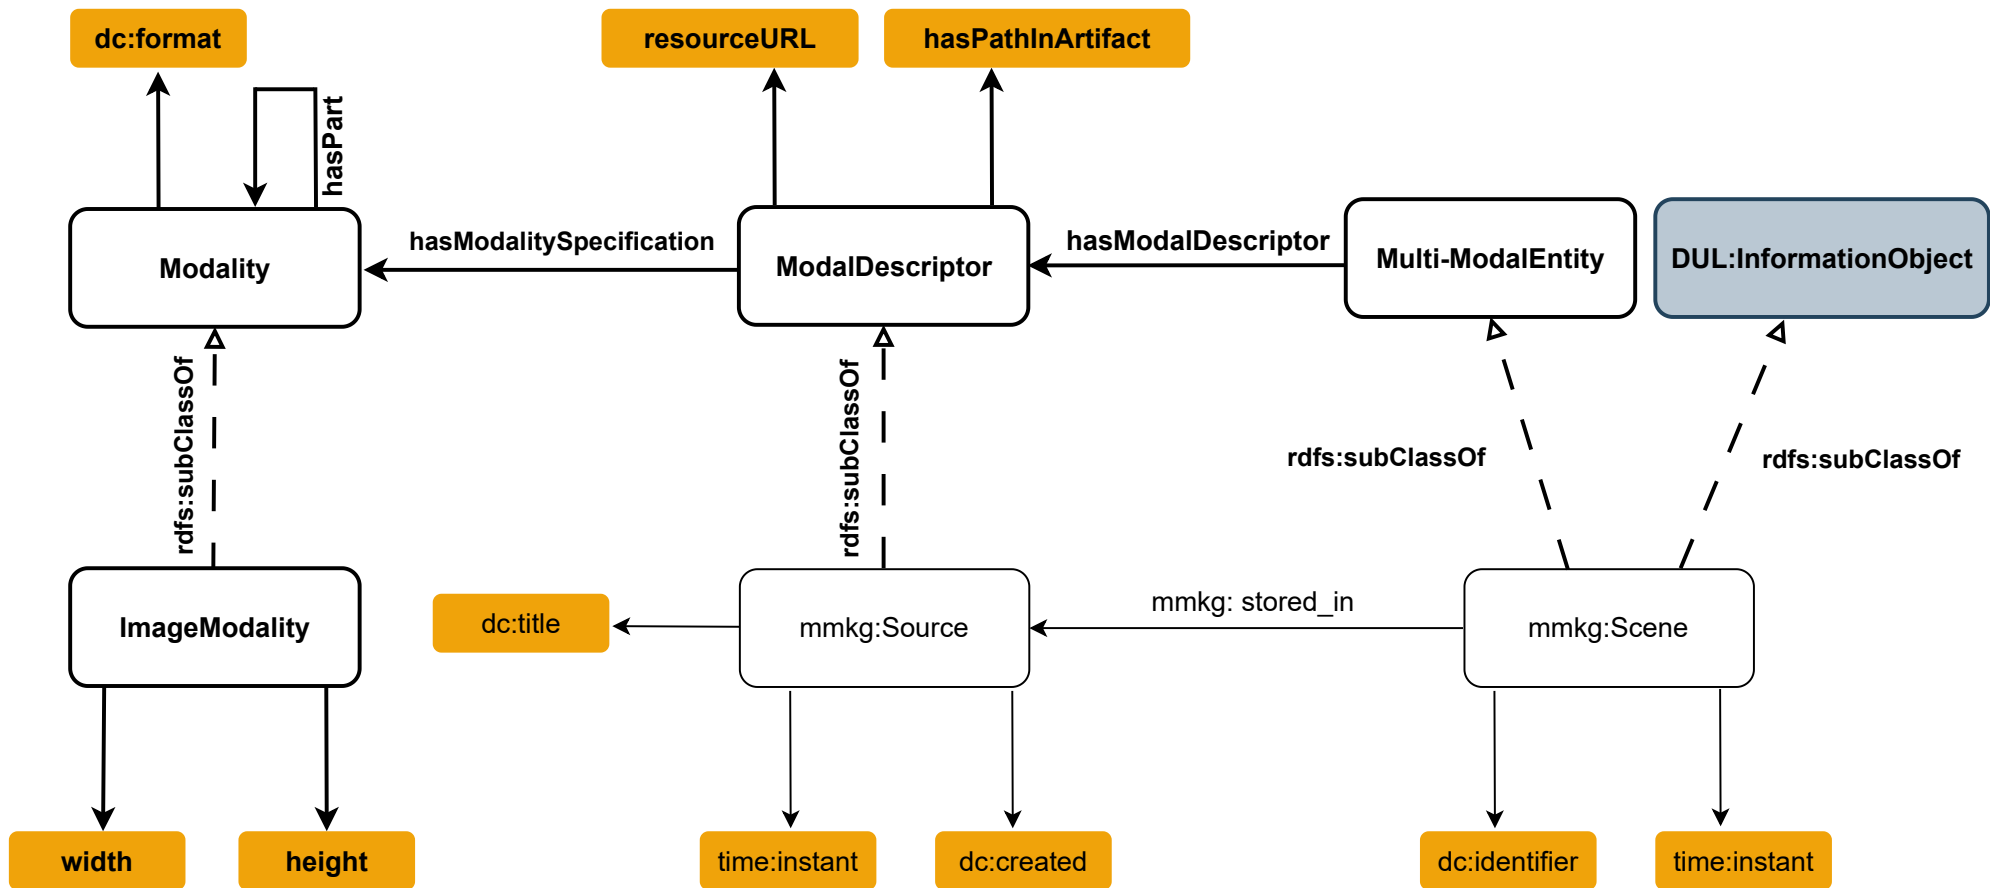 dc:format
resourceURL
hasPathInArtifact
hasPart
Modality
hasModalitySpecification
ModalDescriptor
hasModalDescriptor
Multi-ModalEntity
DUL:InformationObject
rdfs:subClassOf
rdfs:subClassOf
rdfs:subClassOf
rdfs:subClassOf
ImageModality
dc:title
mmkg:Source
mmkg: stored_in
mmkg:Scene
width
height
time:instant
dc:created
dc:identifier
time:instant